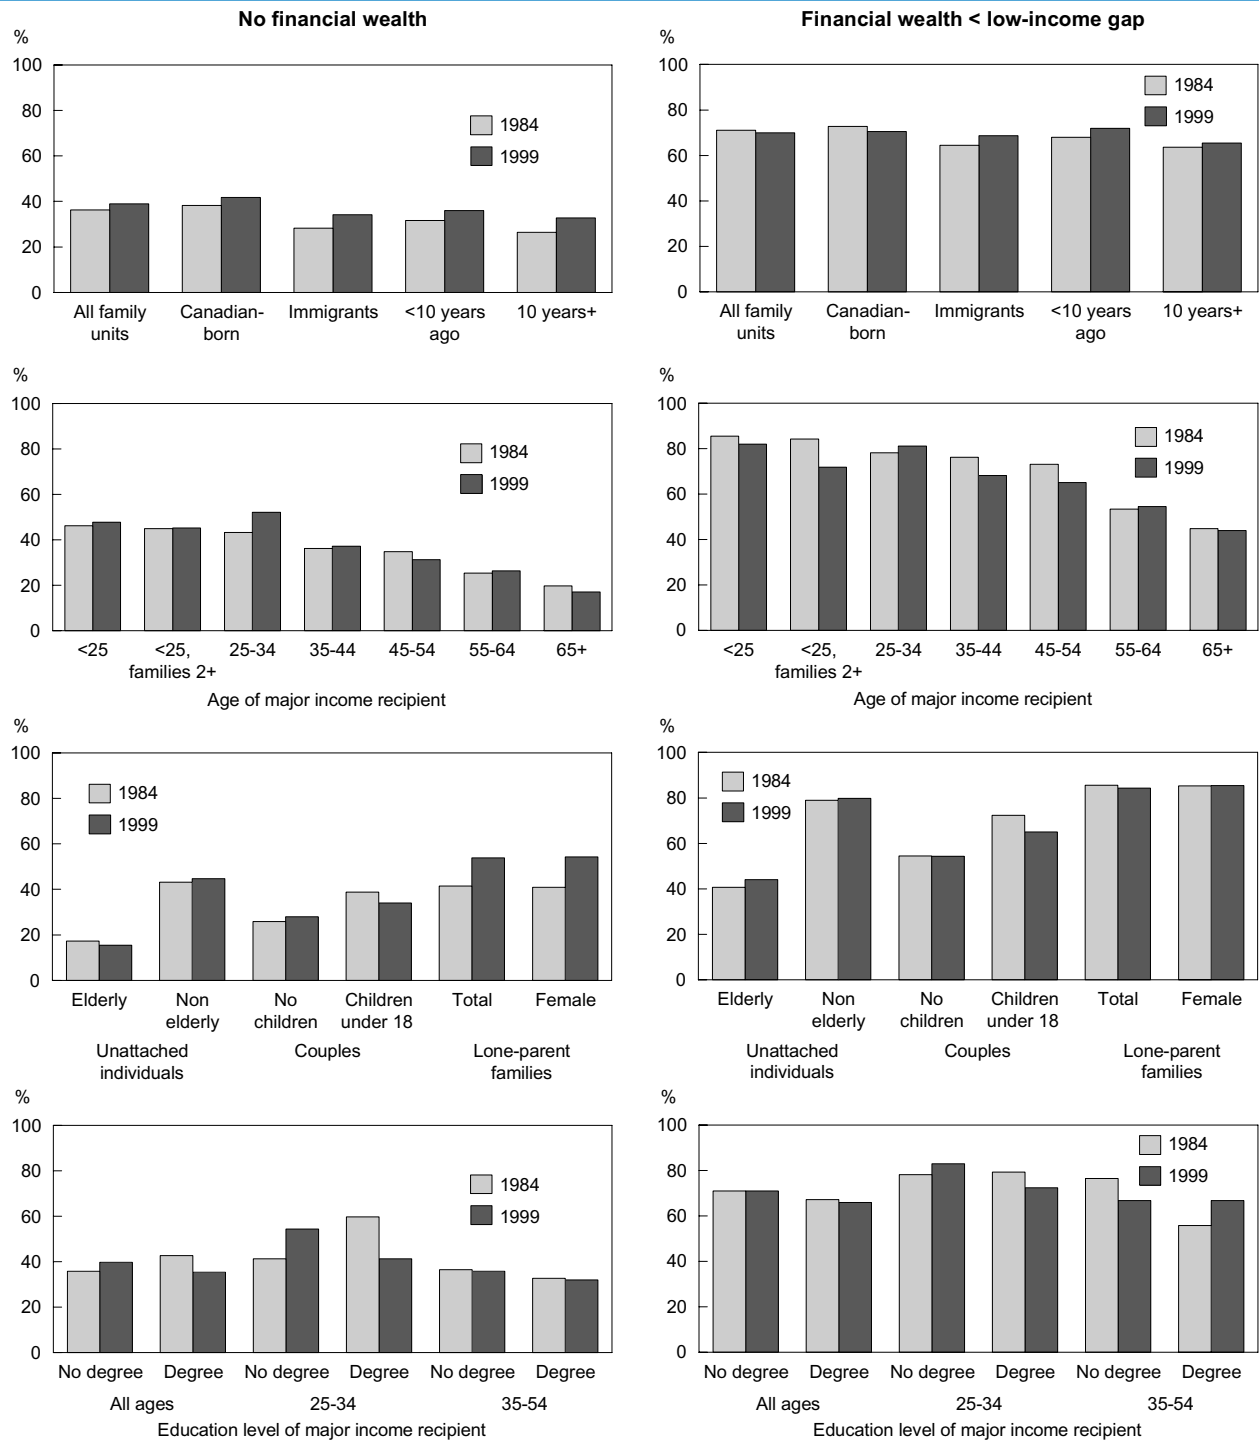 No financial wealth
%
100
80
60
40
20
0
1984
1999
All family units
Canadian-born
Immigrants
<10 years ago
10 years+
Financial wealth < low-income gap
%
100
80
60
40
20
0
1984
1999
All family units
Canadian-born
Immigrants
<10 years ago
10 years+
%
100
80
60
40
20
0
1984
1999
<25
<25, families 2+
25-34
35-44
45-54
55-64
65+
Age of major income recipient
%
100
80
60
40
20
0
1984
1999
<25
<25, families 2+
25-34
35-44
45-54
55-64
65+
Age of major income recipient
%
100
80
60
40
20
0
1984
1999
Elderly
Non elderly
No children
Children under 18
Total
Female
Unattached individuals
Couples
Lone-parent families
%
100
80
60
40
20
0
1984
1999
Elderly
Non elderly
No children
Children under 18
Total
Female
Unattached individuals
Couples
Lone-parent families
%
100
80
60
40
20
0
1984
1999
No degree
Degree
No degree
Degree
No degree
Degree
All ages
25-34
35-54
Education level of major income recipient
%
100
80
60
40
20
0
1984
1999
No degree
Degree
No degree
Degree
No degree
Degree
All ages
25-34
35-54
Education level of major income recipient